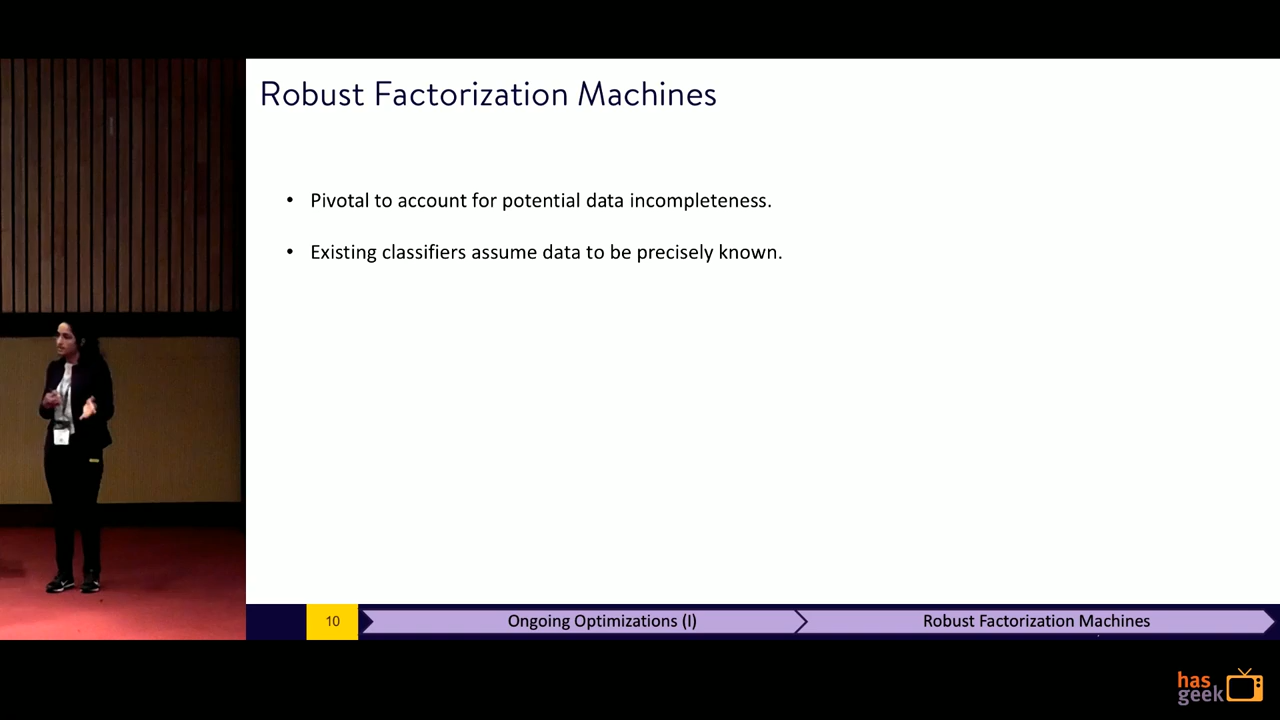 Robust Factorization Machines
• Pivotal to account for potential data incompleteness.
• Existing classifiers assume data to be precisely known.
10
Ongoing Optimizations (I)
Robust Factorization Machines
has
geek